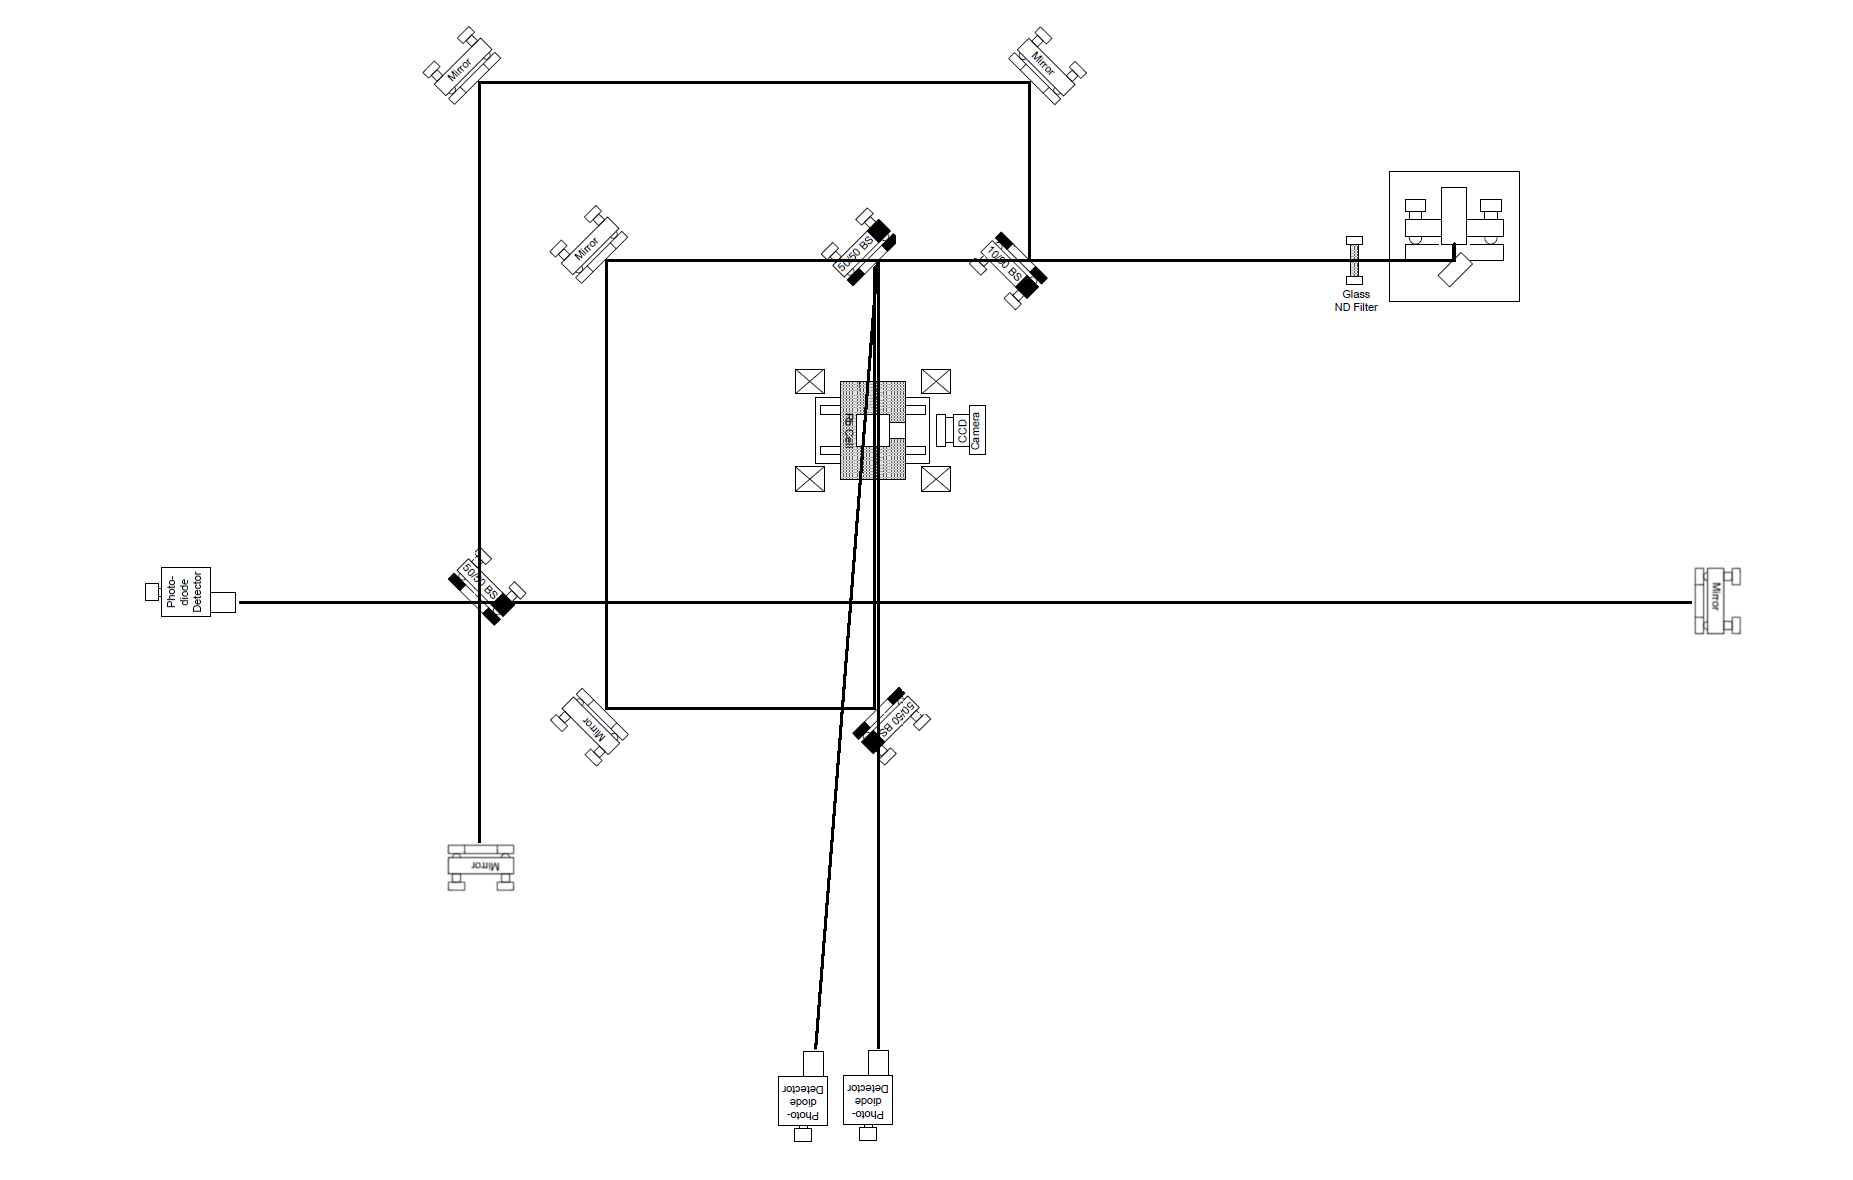 Mirror
Mirror
Mirror
50/50 BS
10/90 BS
Glass
ND Filter
Rb Cell
CCD
Camera
Photo-
diode
Detector
50/50 BS
Mirror
Mirror
50/50 BS
Mirror
Photo-
diode
Detector
Photo-
diode
Detector